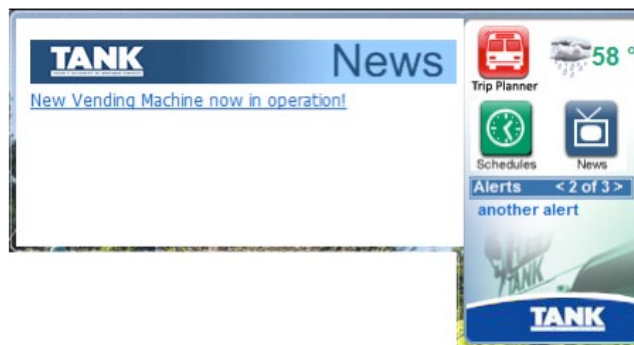 TANK
News
New Vending Machine now in operation!
58 °
Trip Planner
Schedules
News
Alerts < 2 of 3 >
another alert
TANK
TANK